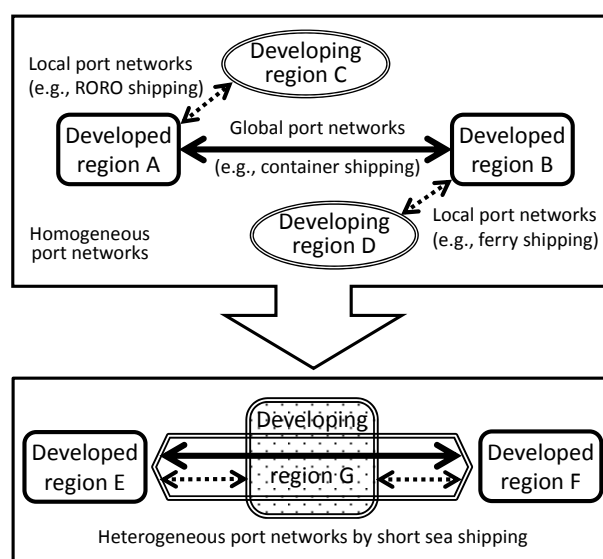 Local port networks
(e.g., RORO shipping)
Developing
region C
Developed
region A
Global port networks
(e.g., container shipping)
Developed
region B
Developing
region D
Local port networks
(e.g., ferry shipping)
Homogeneous
port networks
Developed
region E
Developing
region G
Developed
region F
Heterogeneous port networks by short sea shipping